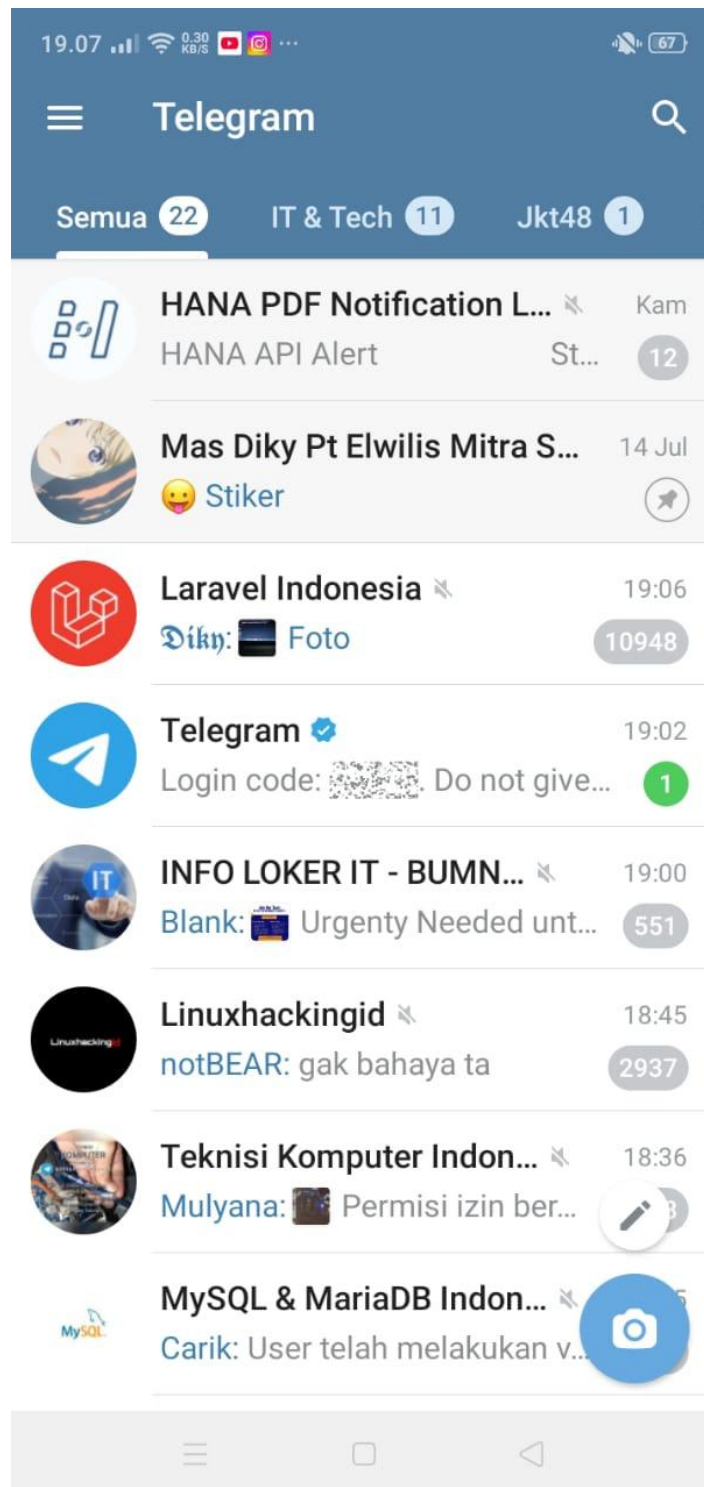 19.07 0.30 KB/S ... 67
Telegram
Semua 22 IT & Tech 11 Jkt48 1
HANA PDF Notification L... Kam
HANA API Alert St... 12
Mas Diky Pt Elwilis Mitra S... 14 Jul
😛 Stiker
Laravel Indonesia 19:06
𝕯𝖎𝖐𝖞: Foto 10948
Telegram 19:02
Login code: . Do not give... 1
IT
INFO LOKER IT - BUMN... 19:00
Blank: Urgenty Needed unt... 551
Linuxhackingid 18:45
Linuxhackingid
notBEAR: gak bahaya ta 2937
Teknisi Komputer Indon... 18:36
KOMPUTER
Mulyana: Permisi izin ber...
MySQL & MariaDB Indon...
MySQL
Carik: User telah melakukan v...